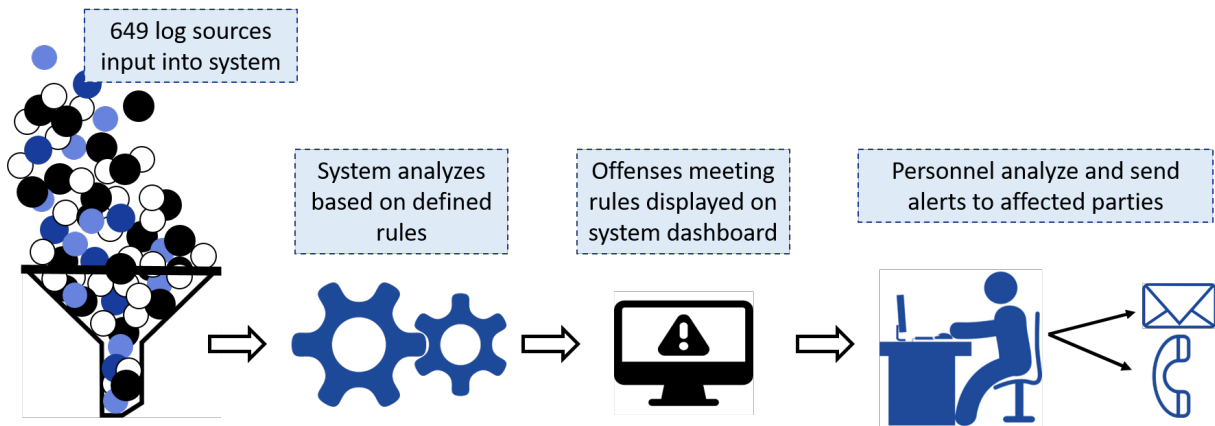 649 log sources
input into system
System analyzes
based on defined
rules
Offenses meeting
rules displayed on
system dashboard
Personnel analyze and send
alerts to affected parties